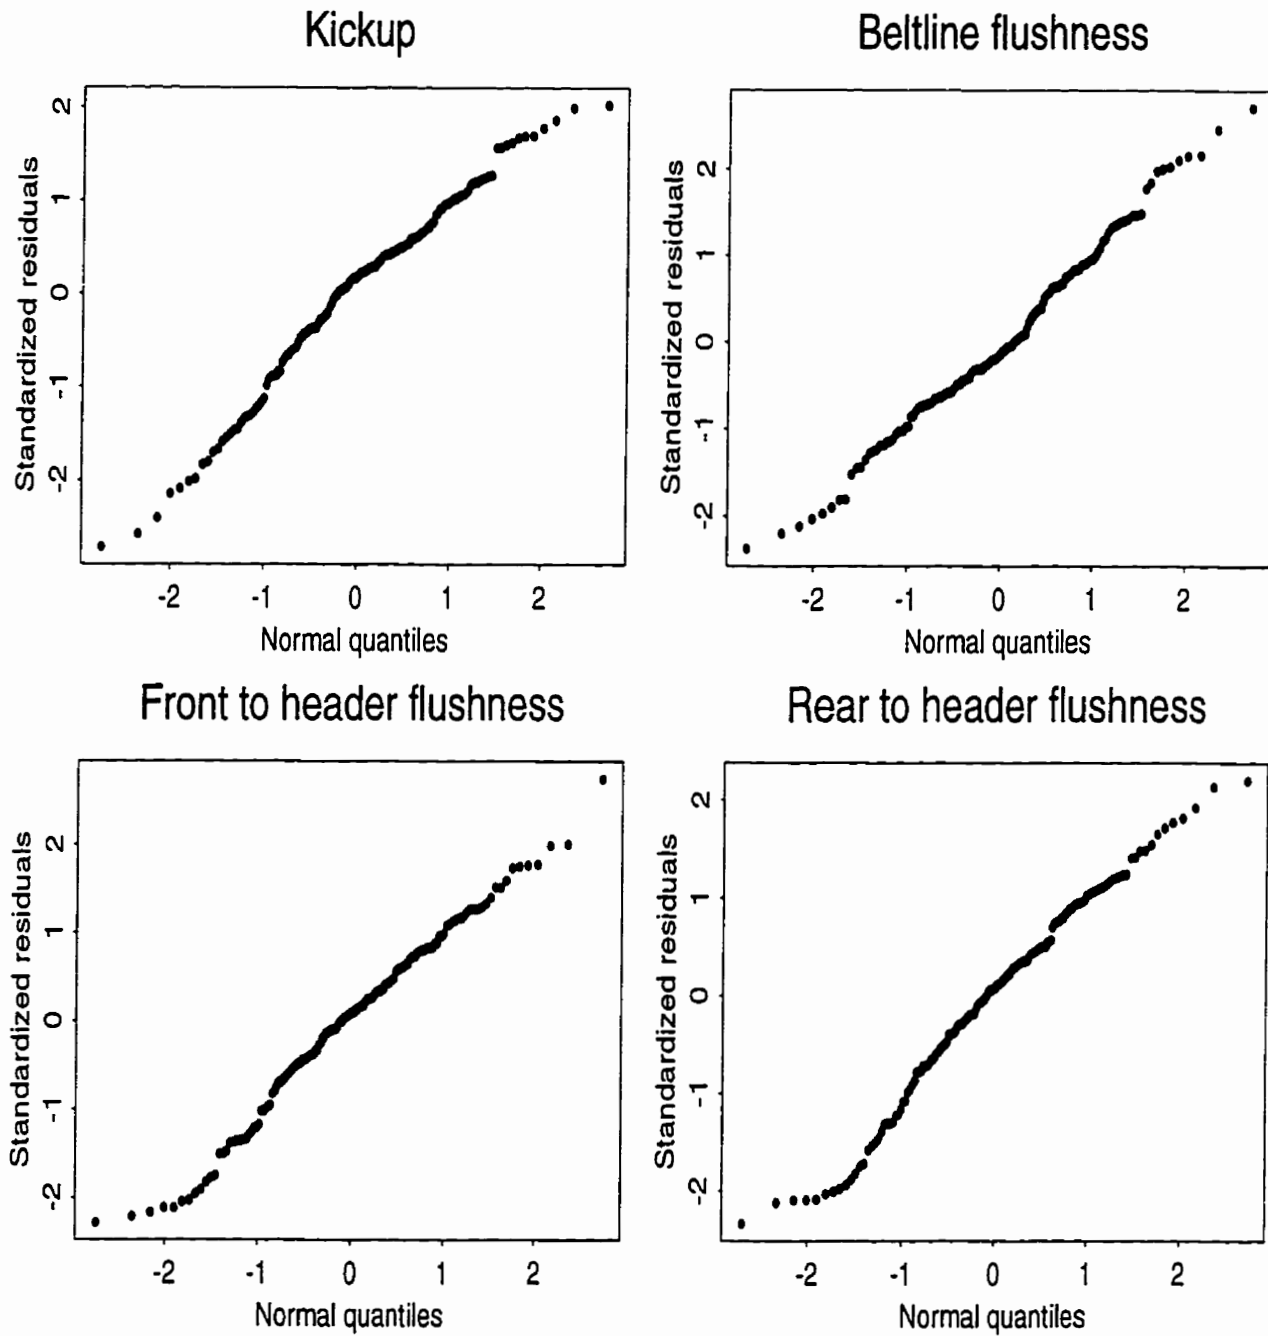 Kickup
Standardized residuals
2
1
0
-1
-2
-2 -1 0 1 2
Normal quantiles
Beltline flushness
Standardized residuals
2
1
0
-1
-2
-2 -1 0 1 2
Normal quantiles
Front to header flushness
Standardized residuals
2
1
0
-1
-2
-2 -1 0 1 2
Normal quantiles
Rear to header flushness
Standardized residuals
2
1
0
-1
-2
-2 -1 0 1 2
Normal quantiles